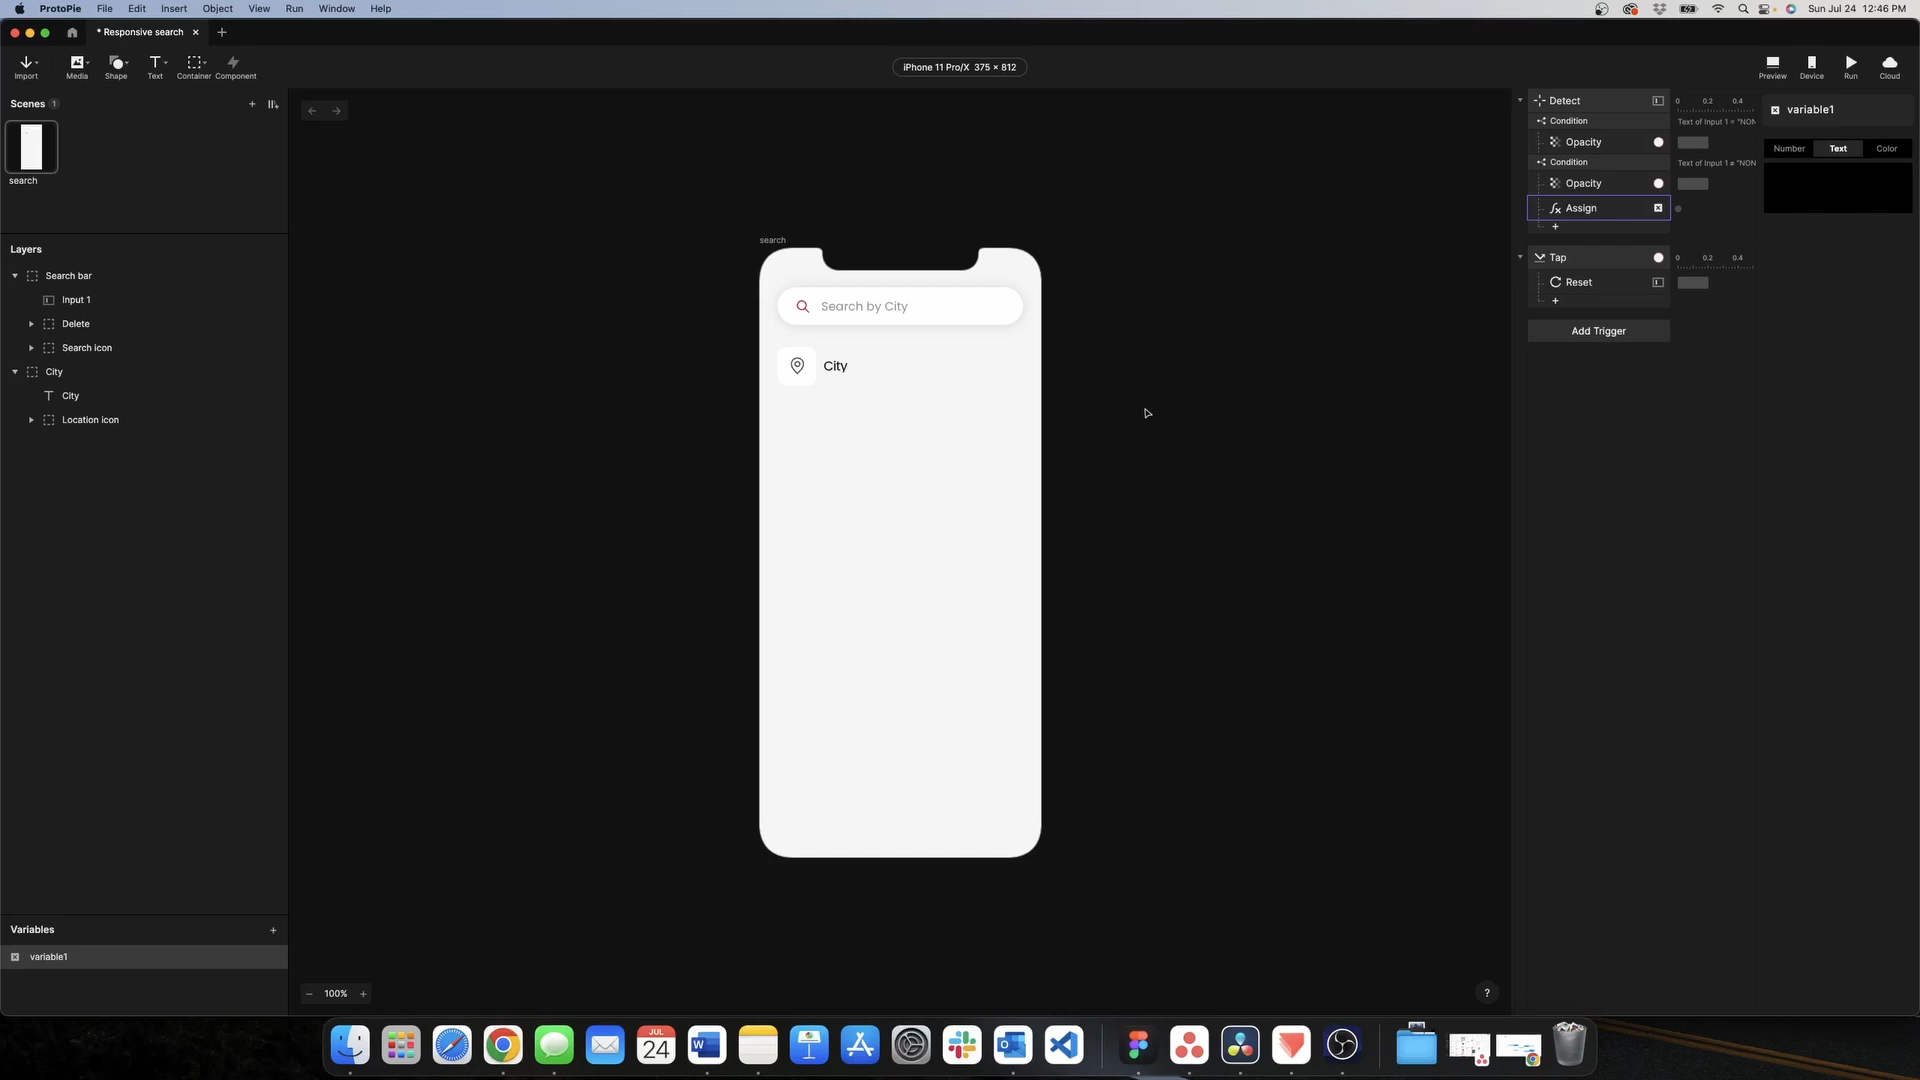 ProtoPie File Edit Insert Object View Run Window Help
Sun Jul 24 12:46 PM
* Responsive search
Import Media Shape Text Container Component
iPhone 11 Pro/X 375 × 812
Preview Device Run Cloud
Scenes 1
search
Layers
Search bar
Input 1
Delete
Search icon
City
City
Location icon
Variables
variable1
search
Search by City
City
100%
?
Detect
0 0.2 0.4
Condition
Text of Input 1 = "NON
Opacity
Condition
Text of Input 1 ≠ "NON
Opacity
Assign
Tap
0 0.2 0.4
Reset
Add Trigger
variable1
Number Text Color
JUL
24